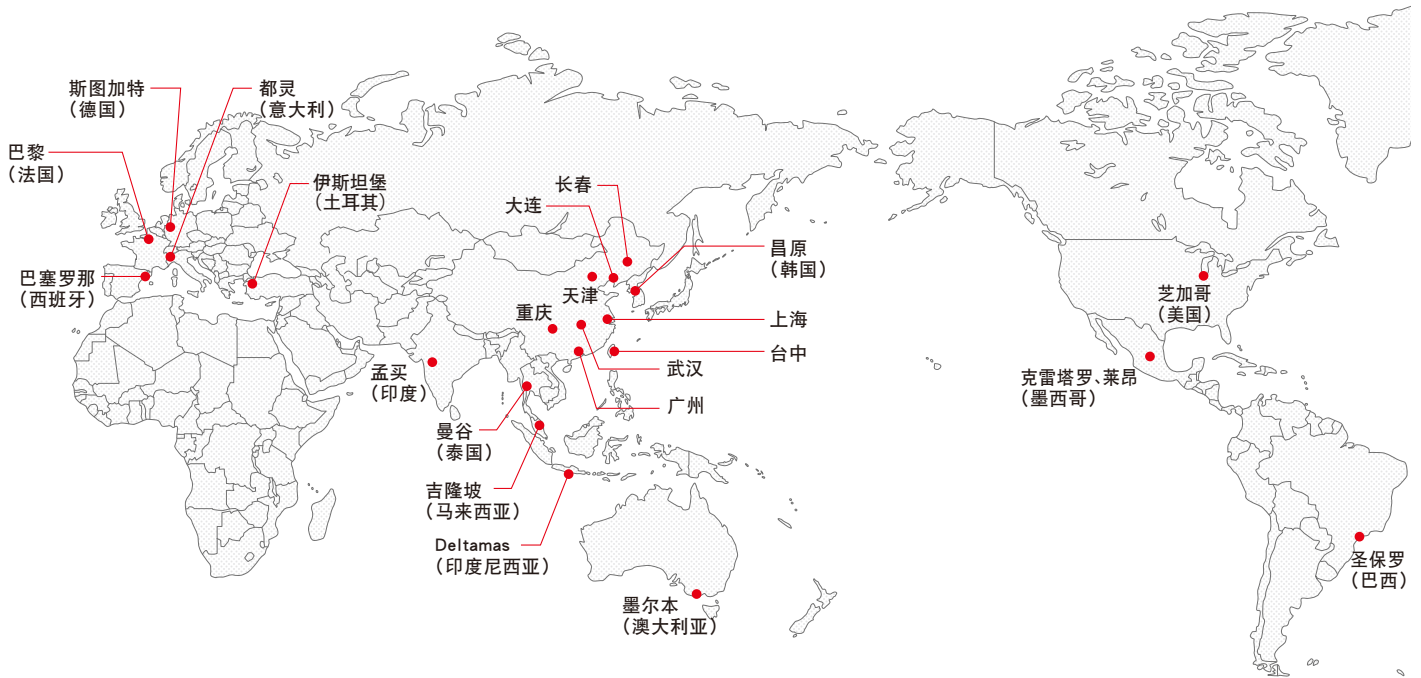 斯图加特
（德国）
都灵
（意大利）
巴黎
（法国）
伊斯坦堡
（土耳其）
巴塞罗那
（西班牙）
长春
大连
昌原
（韩国）
天津
重庆
上海
台中
武汉
广州
孟买
（印度）
曼谷
（泰国）
吉隆坡
（马来西亚）
Deltamas
（印度尼西亚）
墨尔本
（澳大利亚）
芝加哥
（美国）
克雷塔罗、莱昂
（墨西哥）
圣保罗
（巴西）